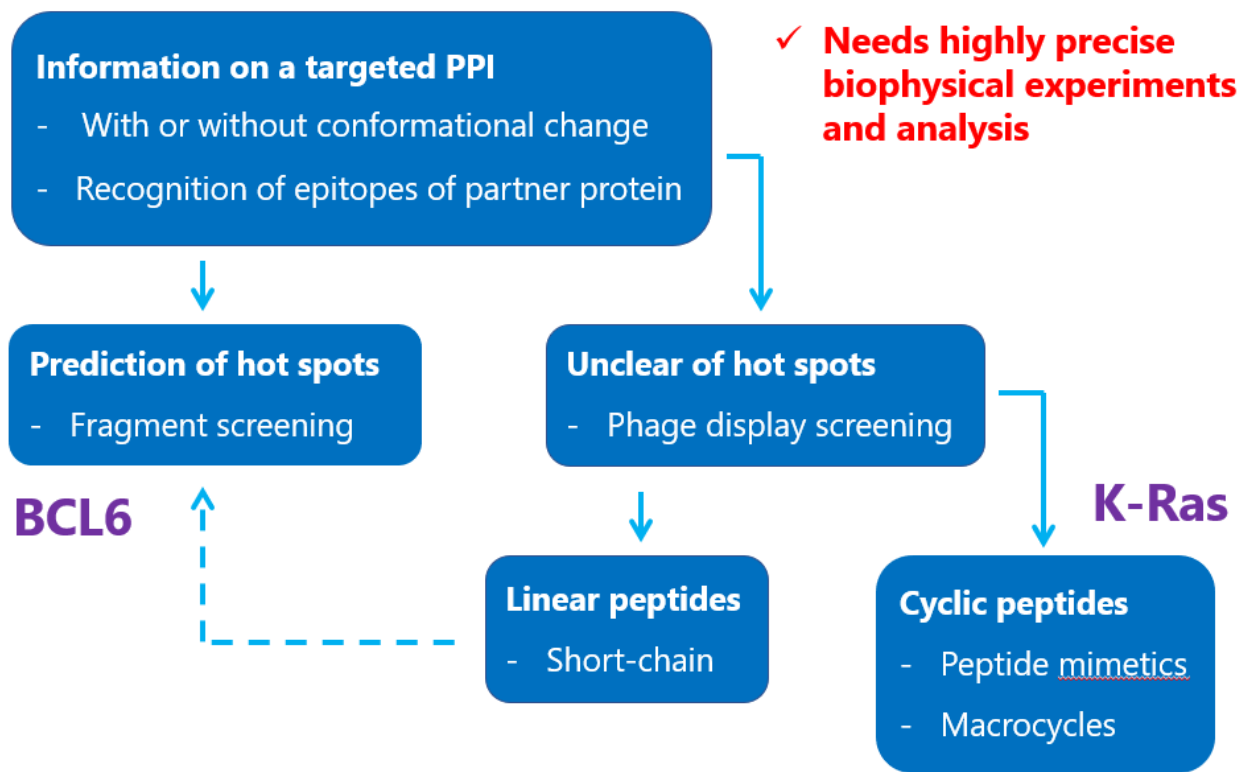 Information on a targeted PPI
- With or without conformational change
- Recognition of epitopes of partner protein
✓ Needs highly precise
biophysical experiments
and analysis
Prediction of hot spots
- Fragment screening
Unclear of hot spots
- Phage display screening
BCL6
K-Ras
Linear peptides
- Short-chain
Cyclic peptides
- Peptide mimetics
- Macrocycles